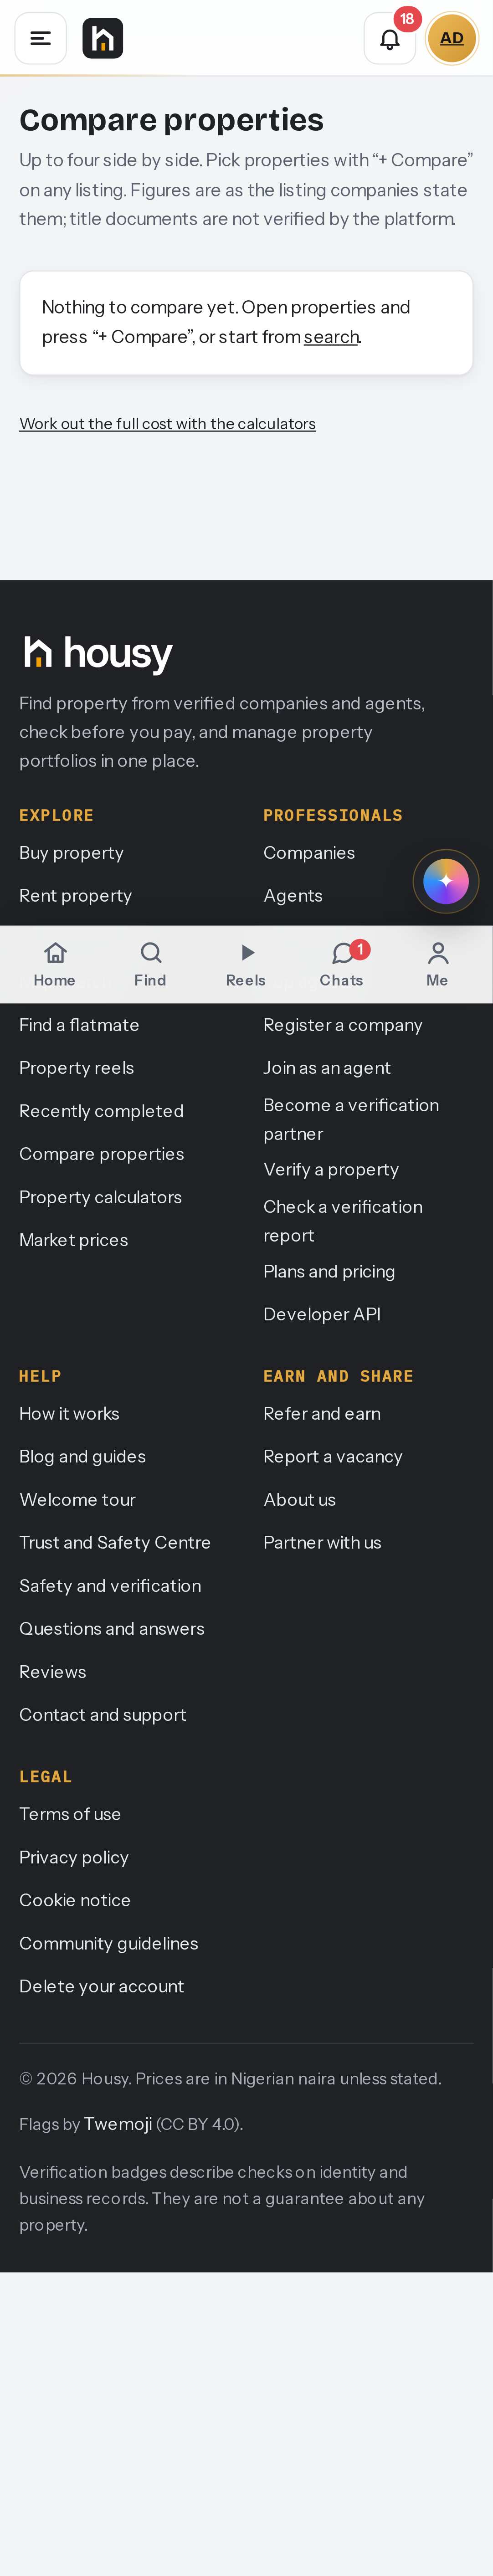 18
AD
Compare properties
Up to four side by side. Pick properties with “+ Compare”
on any listing. Figures are as the listing companies state
them; title documents are not verified by the platform.
Nothing to compare yet. Open properties and
press “+ Compare”, or start from search.
Work out the full cost with the calculators
housy
Find property from verified companies and agents,
check before you pay, and manage property
portfolios in one place.
EXPLORE
Buy property
Rent property
PROFESSIONALS
Companies
Agents
Home
Find
Reels
1
Chats
Me
Find a flatmate
Property reels
Recently completed
Compare properties
Property calculators
Market prices
Register a company
Join as an agent
Become a verification
partner
Verify a property
Check a verification
report
Plans and pricing
Developer API
HELP
How it works
Blog and guides
Welcome tour
Trust and Safety Centre
Safety and verification
Questions and answers
Reviews
Contact and support
EARN AND SHARE
Refer and earn
Report a vacancy
About us
Partner with us
LEGAL
Terms of use
Privacy policy
Cookie notice
Community guidelines
Delete your account
© 2026 Housy. Prices are in Nigerian naira unless stated.
Flags by Twemoji (CC BY 4.0).
Verification badges describe checks on identity and
business records. They are not a guarantee about any
property.